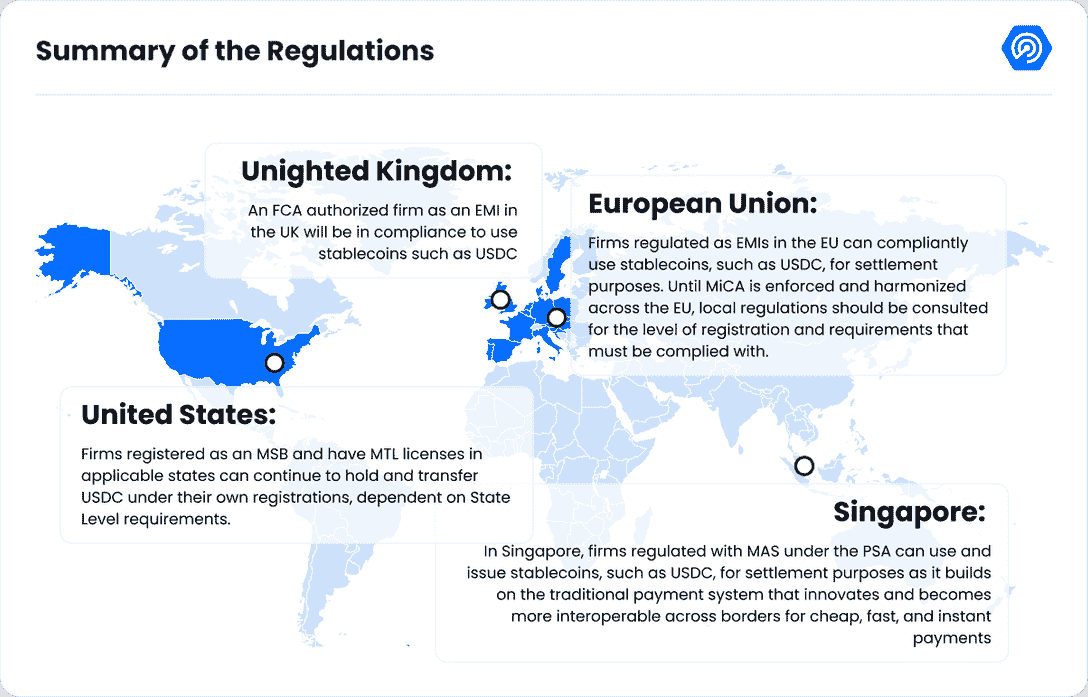 Summary of the Regulations
Unighted Kingdom:
An FCA authorized firm as an EMI in
the UK will be in compliance to use
stablecoins such as USDC
European Union:
Firms regulated as EMIs in the EU can compliantly
use stablecoins, such as USDC, for settlement
purposes. Until MiCA is enforced and harmonized
across the EU, local regulations should be consulted
for the level of registration and requirements that
must be complied with.
United States:
Firms registered as an MSB and have MTL licenses in
applicable states can continue to hold and transfer
USDC under their own registrations, dependent on State
Level requirements.
Singapore:
In Singapore, firms regulated with MAS under the PSA can use and
issue stablecoins, such as USDC, for settlement purposes as it builds
on the traditional payment system that innovates and becomes
more interoperable across borders for cheap, fast, and instant
payments